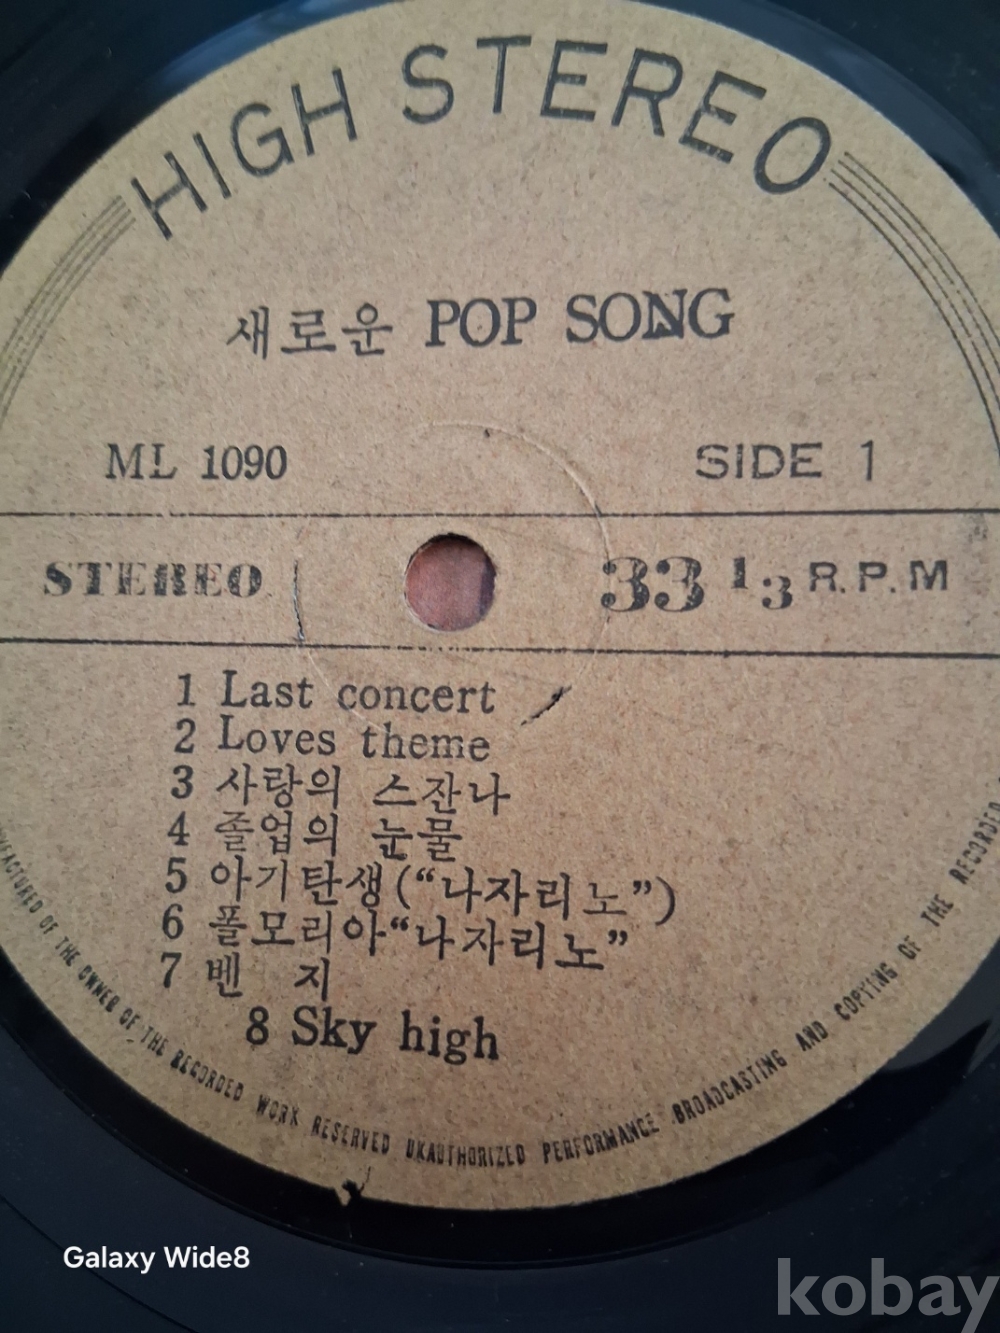 HIGH STEREO
새로운 POP SONG
ML 1090
SIDE 1
STEREO
33 1/3 R.P.M
1 Last concert
2 Loves theme
3 사랑의 스잔나
4 졸업의 눈물
5 아기탄생(“나자리노”)
6 폴모리아“나자리노”
7 벤 지
8 Sky high
OF THE OWNER OF THE RECORDED WORK RESERVED UKAUTHORIZED PERFORMANCE BROADCASTING AND COPYING OF THE RECORDED
Galaxy Wide8
kobay